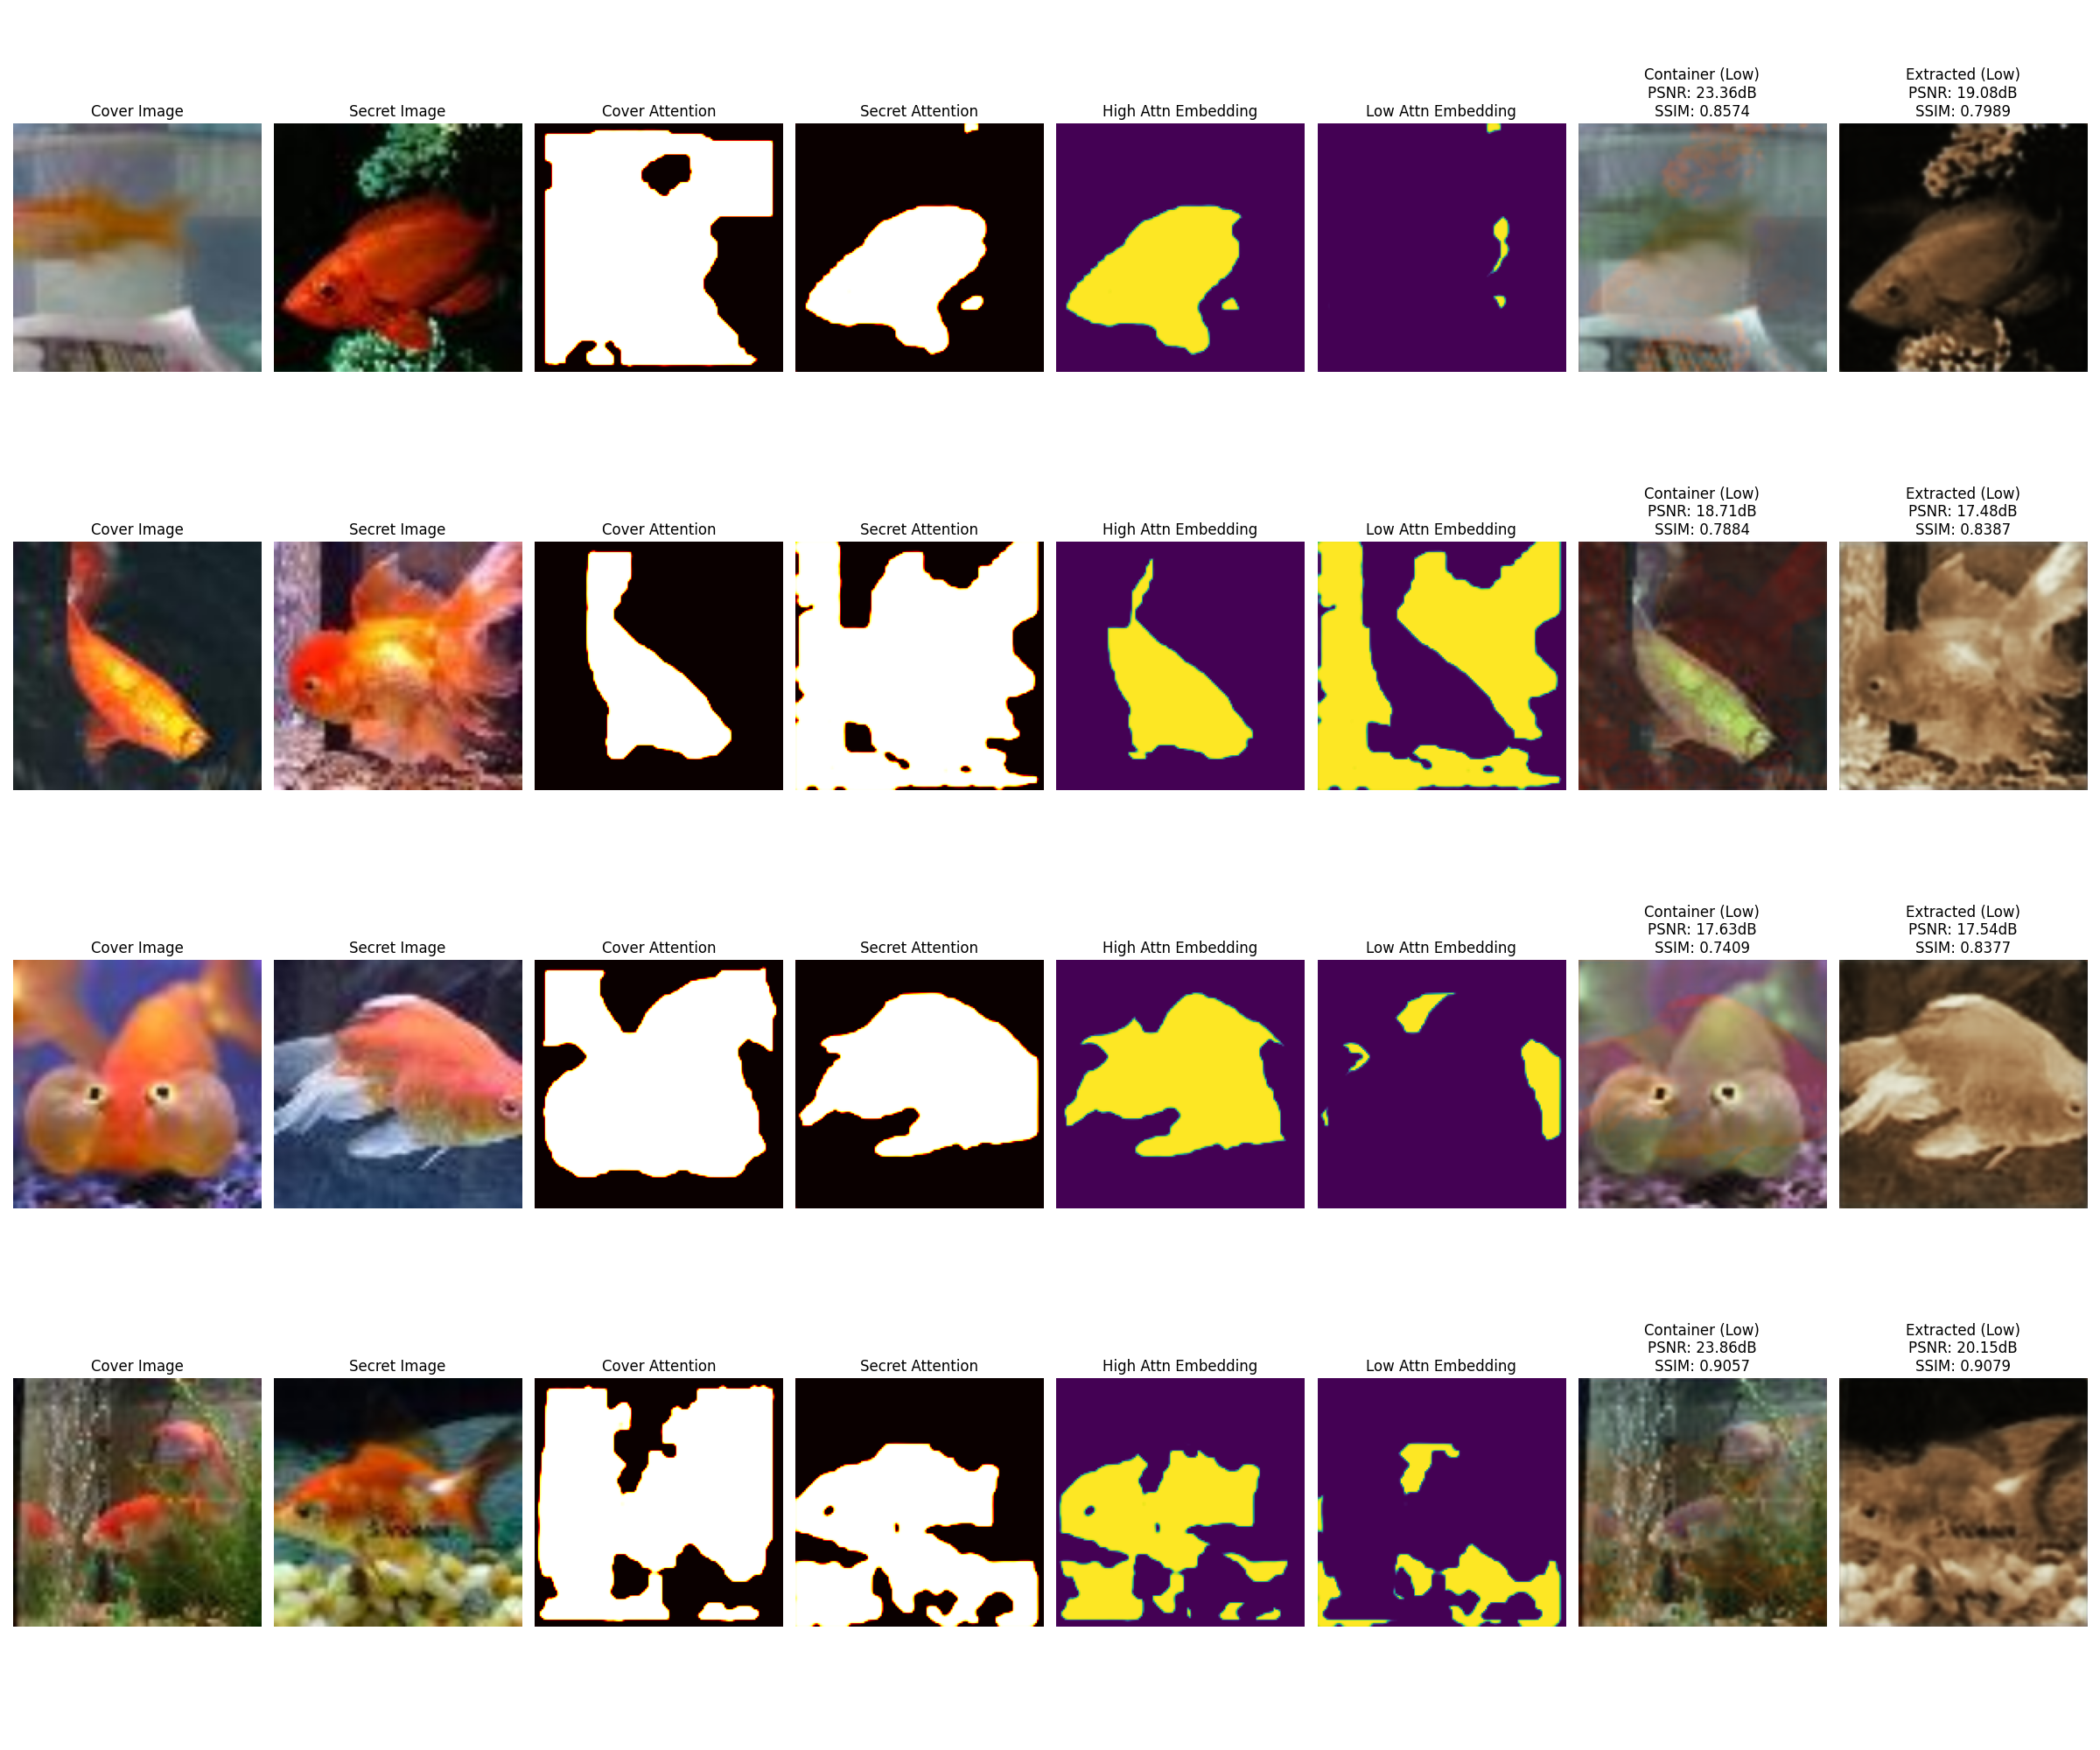 Cover Image
Secret Image
Cover Attention
Secret Attention
High Attn Embedding
Low Attn Embedding
Container (Low)
PSNR: 23.36dB
SSIM: 0.8574
Extracted (Low)
PSNR: 19.08dB
SSIM: 0.7989
Cover Image
Secret Image
Cover Attention
Secret Attention
High Attn Embedding
Low Attn Embedding
Container (Low)
PSNR: 18.71dB
SSIM: 0.7884
Extracted (Low)
PSNR: 17.48dB
SSIM: 0.8387
Cover Image
Secret Image
Cover Attention
Secret Attention
High Attn Embedding
Low Attn Embedding
Container (Low)
PSNR: 17.63dB
SSIM: 0.7409
Extracted (Low)
PSNR: 17.54dB
SSIM: 0.8377
Cover Image
Secret Image
Cover Attention
Secret Attention
High Attn Embedding
Low Attn Embedding
Container (Low)
PSNR: 23.86dB
SSIM: 0.9057
Extracted (Low)
PSNR: 20.15dB
SSIM: 0.9079